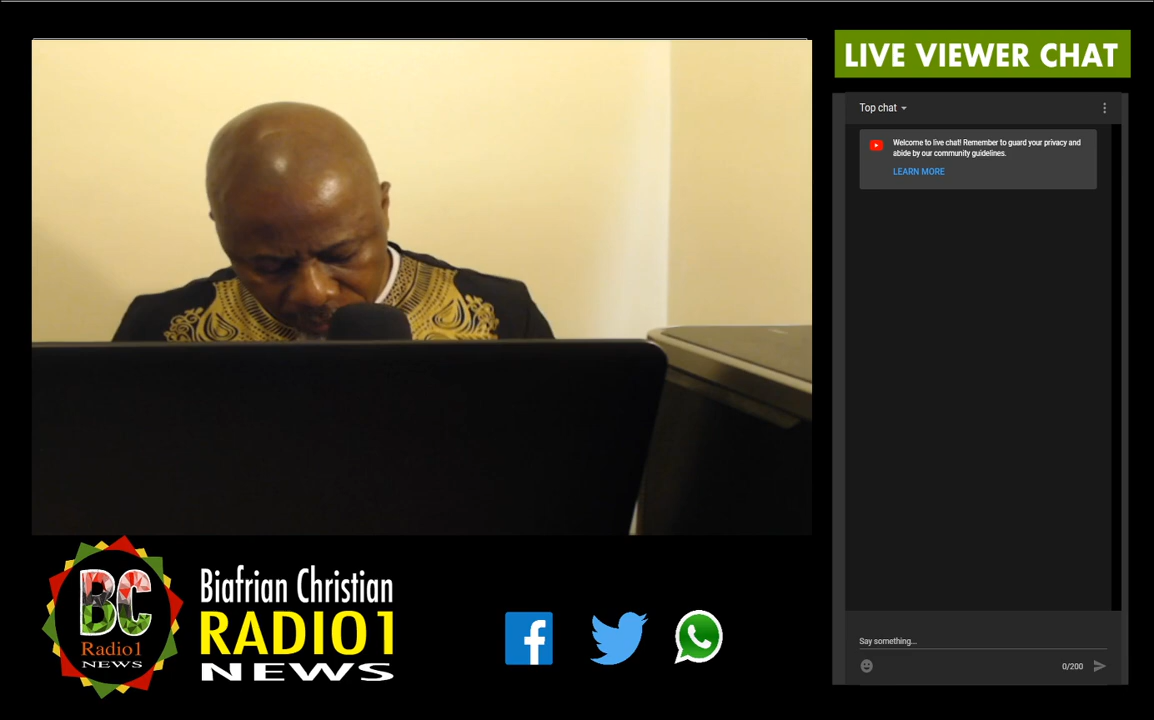 LIVE VIEWER CHAT
Top chat
Welcome to live chat! Remember to guard your privacy and
abide by our community guidelines.
LEARN MORE
Say something...
0/200
BC
Radio1
NEWS
Biafrian Christian
RADIO1
NEWS